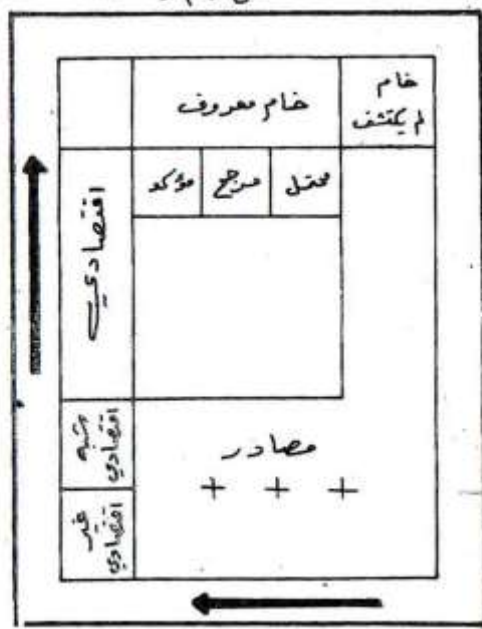 خام
لم يكتشف
خام معروف
محتمل
مرجح
مؤكد
اقتصادي
شبه
اقتصادي
غير
اقتصادي
مصادر
+ + +